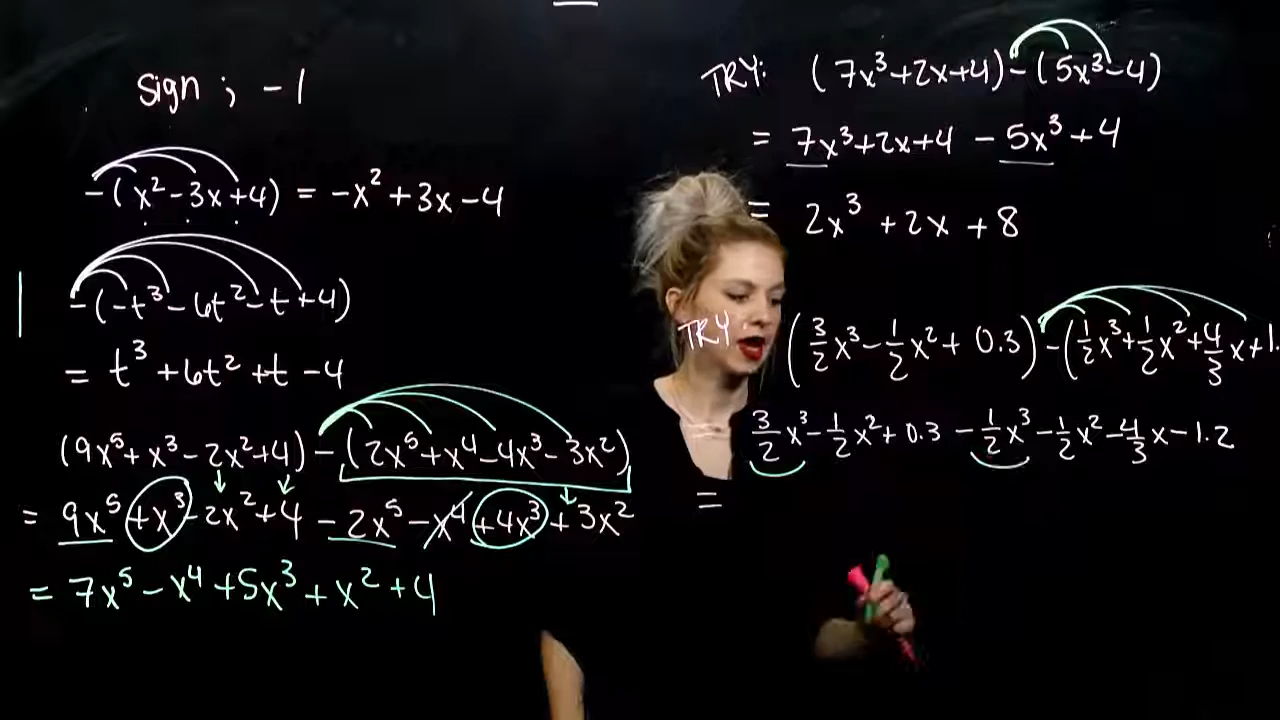 Sign ; -1
-(x²-3x+4) = -x²+3x-4
-(-t³-6t²-t+4)
= t³+6t²+t-4
(9x⁵+x³-2x²+4)-(2x⁵+x⁴-4x³-3x²)
= 9x⁵+x³-2x²+4-2x⁵-x⁴+4x³+3x²
= 7x⁵-x⁴+5x³+x²+4
TRY: (7x³+2x+4)-(5x³-4)
= 7x³+2x+4-5x³+4
= 2x³+2x+8
TRY: (3/2x³-1/2x²+0.3)-(1/2x³+1/2x²+4/3x+1.
3/2x³-1/2x²+0.3-1/2x³-1/2x²-4/3x-1.2
=